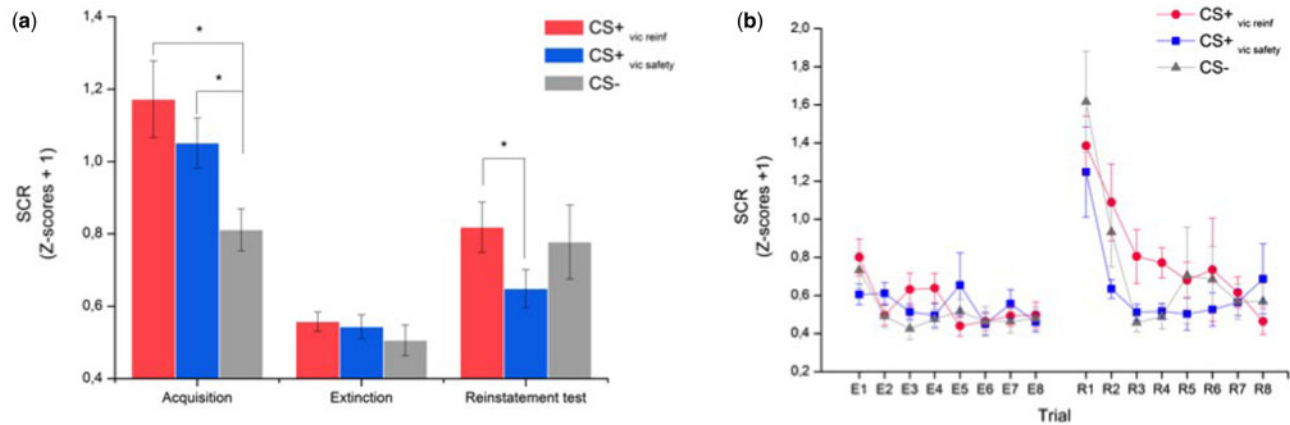 (a)
1,4
1,2
1,0
0,8
0,6
0,4
SCR
(Z-scores + 1)
*
*
*
CS+ vic reinf
CS+ vic safety
CS-
Acquisition
Extinction
Reinstatement test
(b)
2,0
1,8
1,6
1,4
1,2
1,0
0,8
0,6
0,4
0,2
SCR
(Z-scores +1)
CS+ vic reinf
CS+ vic safety
CS-
E1 E2 E3 E4 E5 E6 E7 E8 R1 R2 R3 R4 R5 R6 R7 R8
Trial